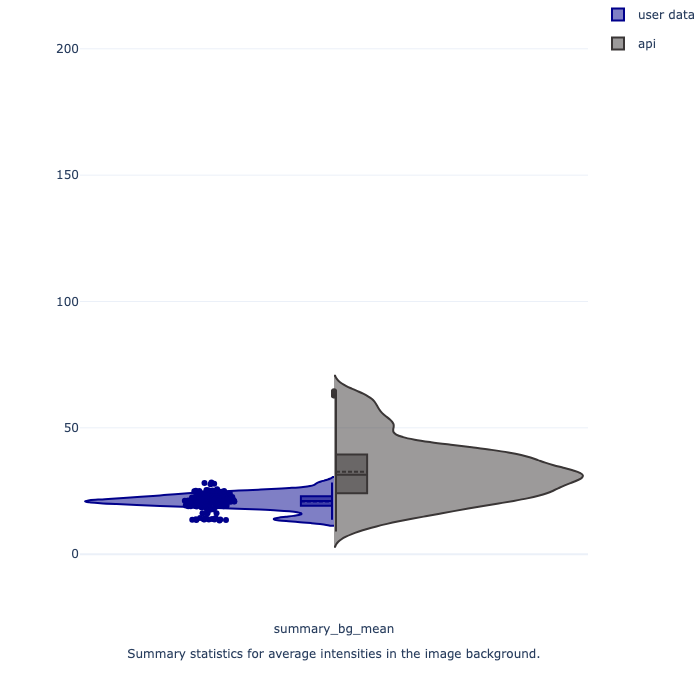 user data
api
200
150
100
50
0
summary_bg_mean
Summary statistics for average intensities in the image background.